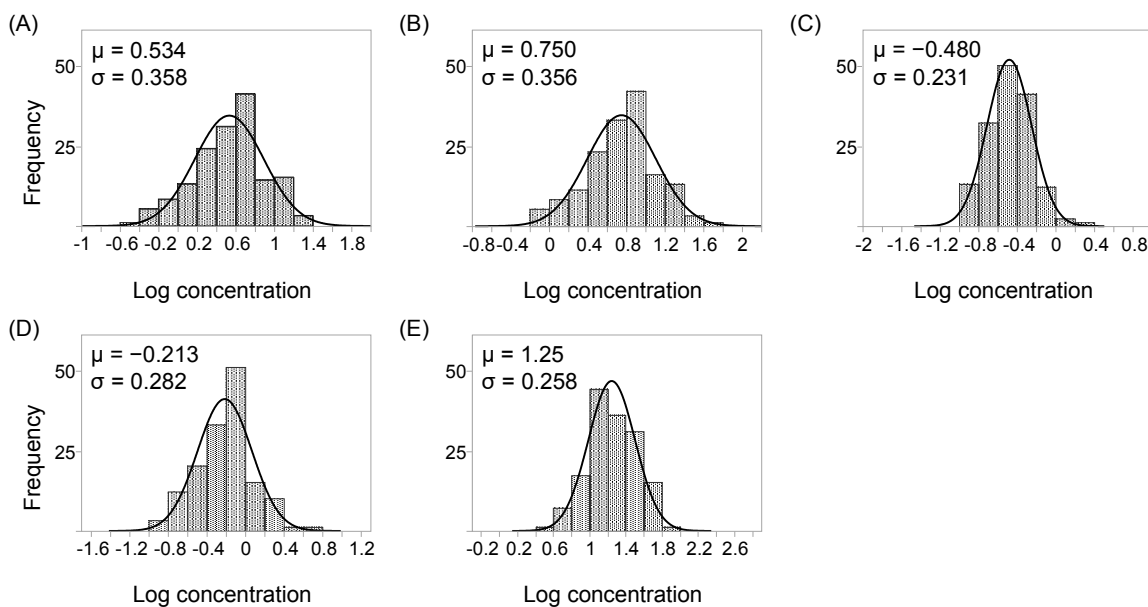 (A)
μ = 0.534
σ = 0.358
50
25
Frequency
-1 -0.6 -0.2 0.2 0.6 1 1.4 1.8
Log concentration
(B)
μ = 0.750
σ = 0.356
50
25
-0.8 -0.4 0 0.4 0.8 1.2 1.6 2
Log concentration
(C)
μ = −0.480
σ = 0.231
50
25
-2 -1.6 -1.2 -0.8 -0.4 0 0.4 0.8
Log concentration
(D)
μ = −0.213
σ = 0.282
50
25
Frequency
-1.6 -1.2 -0.8 -0.4 0 0.4 0.8 1.2
Log concentration
(E)
μ = 1.25
σ = 0.258
50
25
-0.2 0.2 0.6 1 1.4 1.8 2.2 2.6
Log concentration